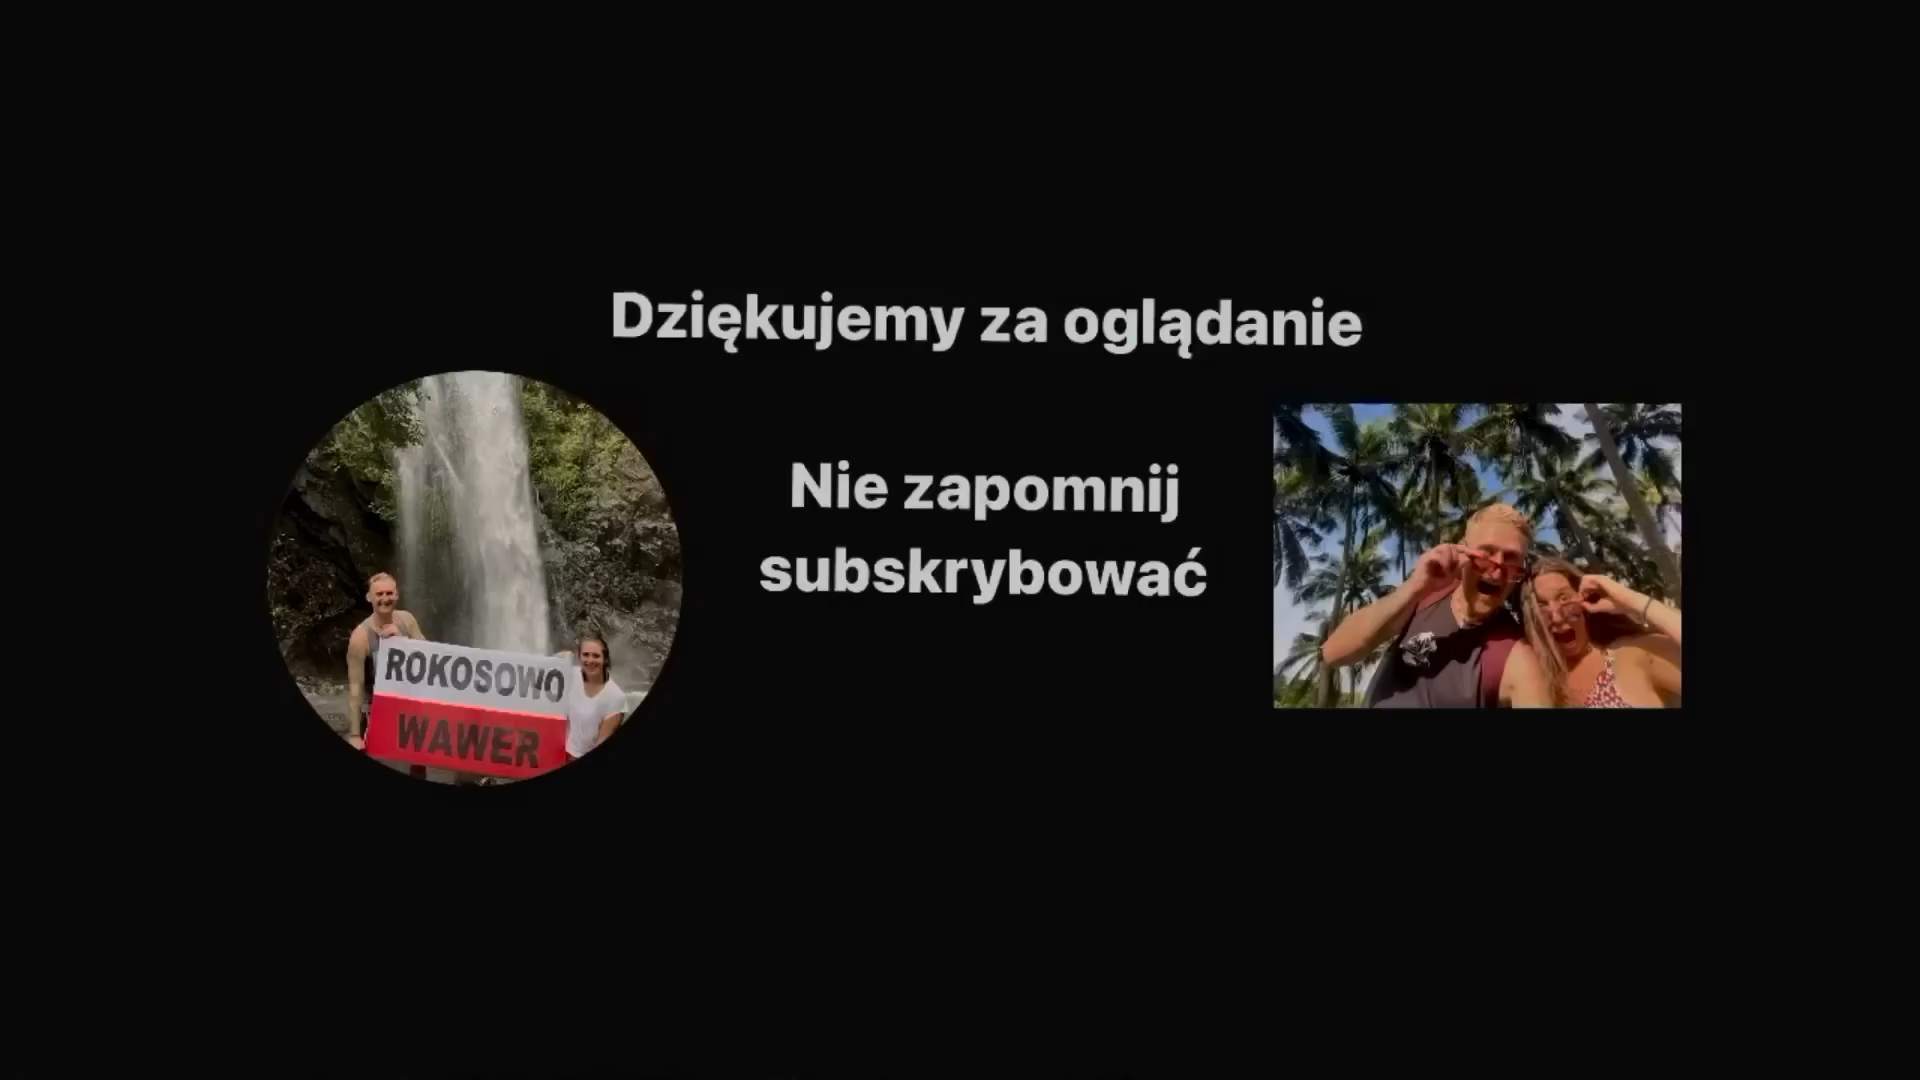 Dziękujemy za oglądanie
Nie zapomnij
subskrybować
ROKOSOWO
WAWER